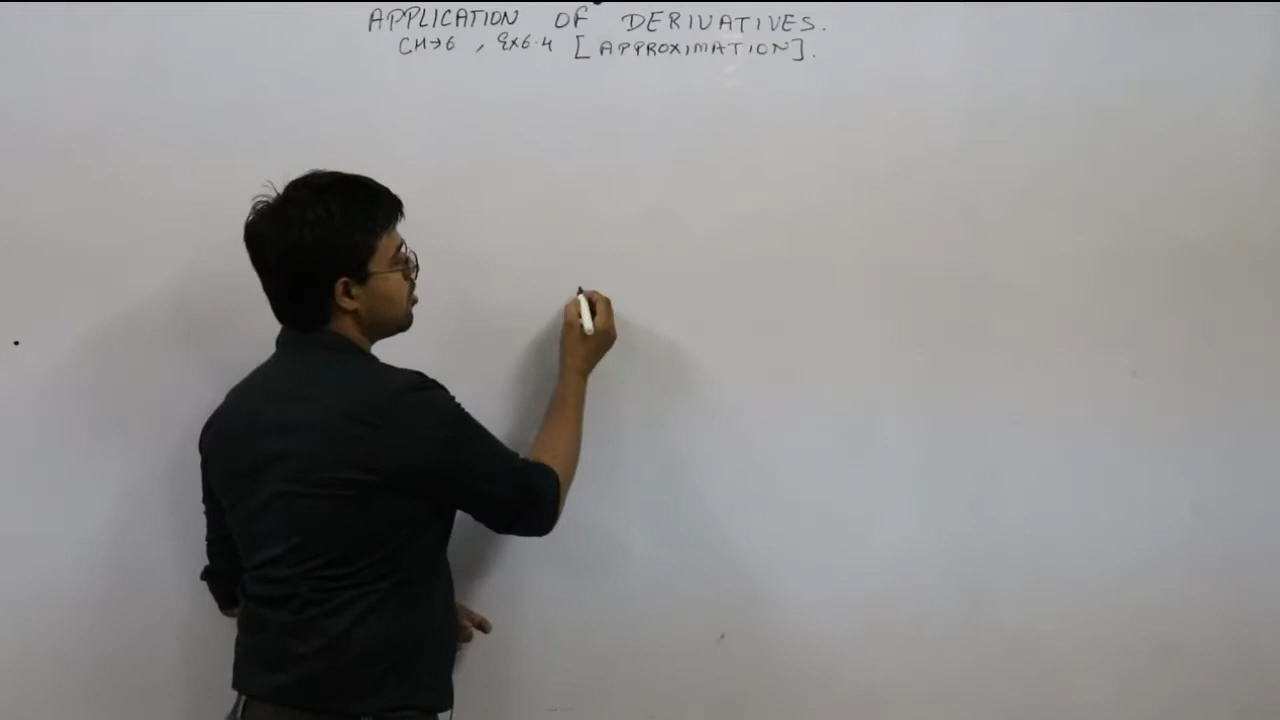 APPLICATION OF DERIVATIVES.
CH→6 , Ex6.4 [APPROXIMATION].